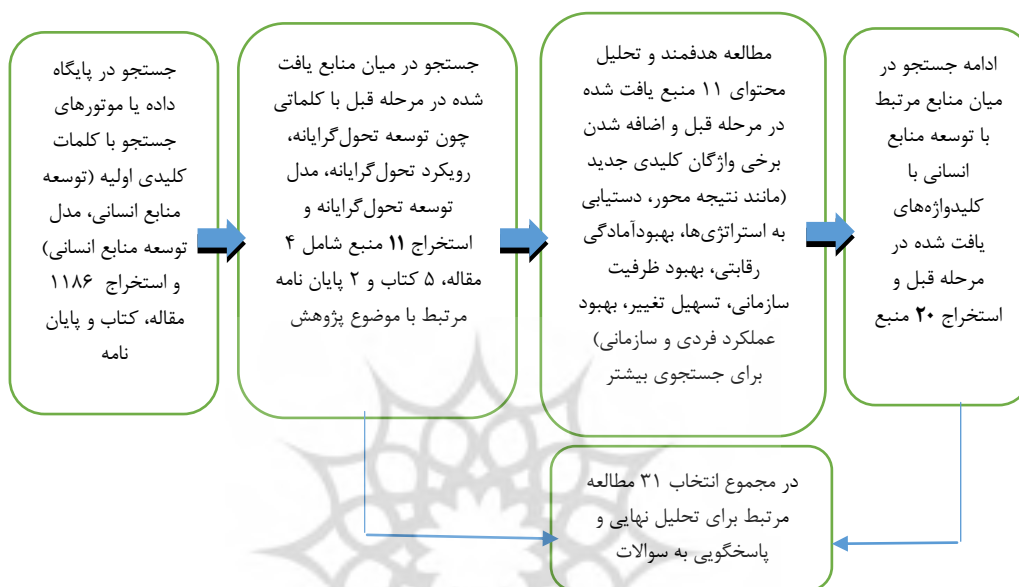 جستجو در پایگاه
داده یا موتورهای
جستجو با کلمات
کلیدی اولیه (توسعه
منابع انسانی، مدل
توسعه منابع انسانی)
و استخراج ۱۱۸۶
مقاله، کتاب و پایان
نامه
جستجو در میان منابع یافت
شده در مرحله قبل با کلماتی
چون توسعه تحول‌گرایانه،
رویکرد تحول‌گرایانه، مدل
توسعه تحول‌گرایانه و
استخراج ۱۱ منبع شامل ۴
مقاله، ۵ کتاب و ۲ پایان نامه
مرتبط با موضوع پژوهش
مطالعه هدفمند و تحلیل
محتوای ۱۱ منبع یافت شده
در مرحله قبل و اضافه شدن
برخی واژگان کلیدی جدید
(مانند نتیجه محور، دستیابی
به استراتژی‌ها، بهبودآمادگی
رقابتی، بهبود ظرفیت
سازمانی، تسهیل تغییر، بهبود
عملکرد فردی و سازمانی)
برای جستجوی بیشتر
ادامه جستجو در
میان منابع مرتبط
با توسعه منابع
انسانی با
کلیدواژه‌های
یافت شده در
مرحله قبل و
استخراج ۲۰ منبع
در مجموع انتخاب ۳۱ مطالعه
مرتبط برای تحلیل نهایی و
پاسخگویی به سوالات